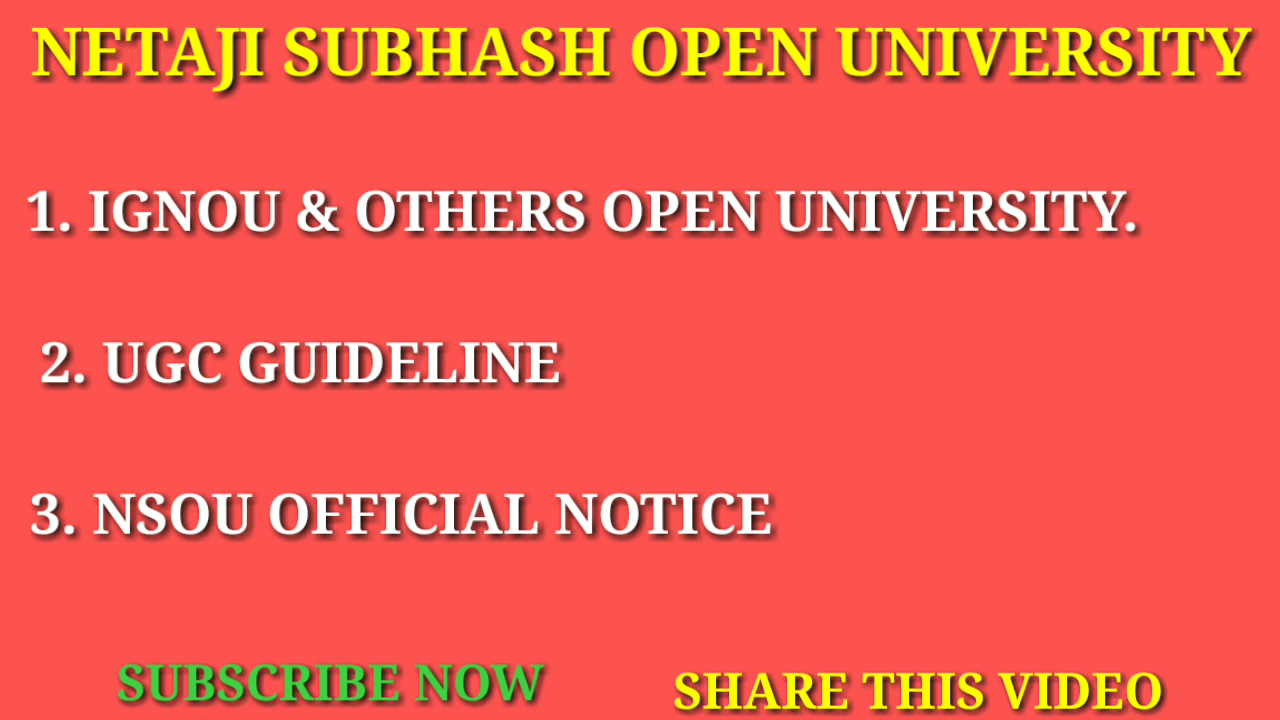 NETAJI SUBHASH OPEN UNIVERSITY
1. IGNOU & OTHERS OPEN UNIVERSITY.
2. UGC GUIDELINE
3. NSOU OFFICIAL NOTICE
SUBSCRIBE NOW
SHARE THIS VIDEO